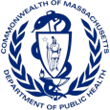 COMMONWEALTH OF MASSACHUSETTS
DEPARTMENT OF PUBLIC HEALTH